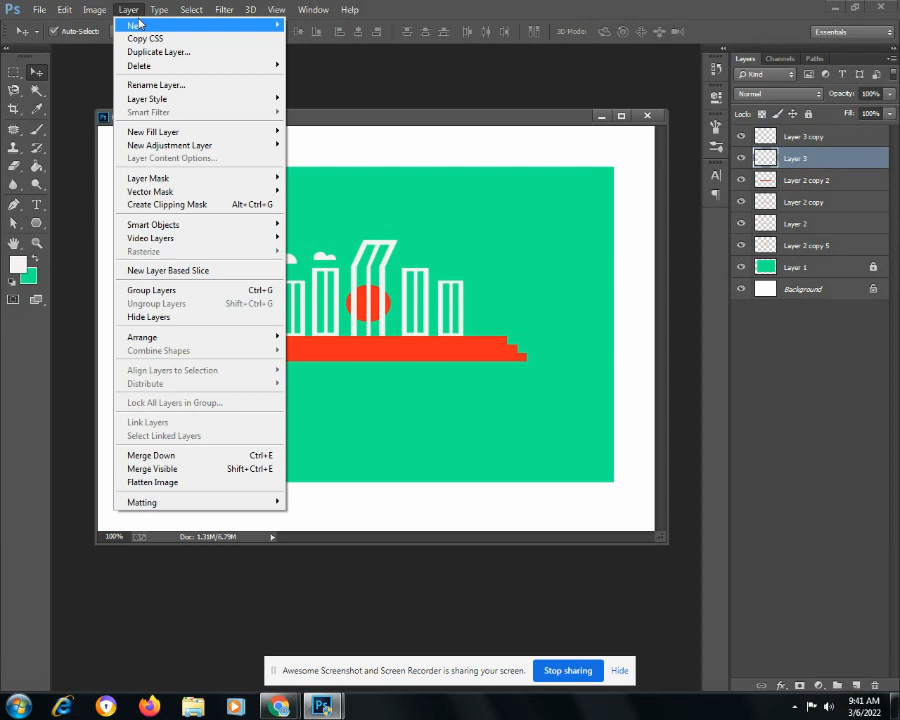 Ps File Edit Image Layer Type Select Filter 3D View Window Help
Auto-Select: 3D Mode: Essentials
New
Copy CSS
Duplicate Layer...
Delete
Rename Layer...
Layer Style
Smart Filter
New Fill Layer
New Adjustment Layer
Layer Content Options...
Layer Mask
Vector Mask
Create Clipping Mask Alt+Ctrl+G
Smart Objects
Video Layers
Rasterize
New Layer Based Slice
Group Layers Ctrl+G
Ungroup Layers Shift+Ctrl+G
Hide Layers
Arrange
Combine Shapes
Align Layers to Selection
Distribute
Lock All Layers in Group...
Link Layers
Select Linked Layers
Merge Down Ctrl+E
Merge Visible Shift+Ctrl+E
Flatten Image
Matting
100% Doc: 1.31M/6.79M
Layers Channels Paths
Kind
Normal Opacity: 100%
Lock: Fill: 100%
Layer 3 copy
Layer 3
Layer 2 copy 2
Layer 2 copy
Layer 2
Layer 2 copy 5
Layer 1
Background
Awesome Screenshot and Screen Recorder is sharing your screen. Stop sharing Hide
9:41 AM
3/6/2022